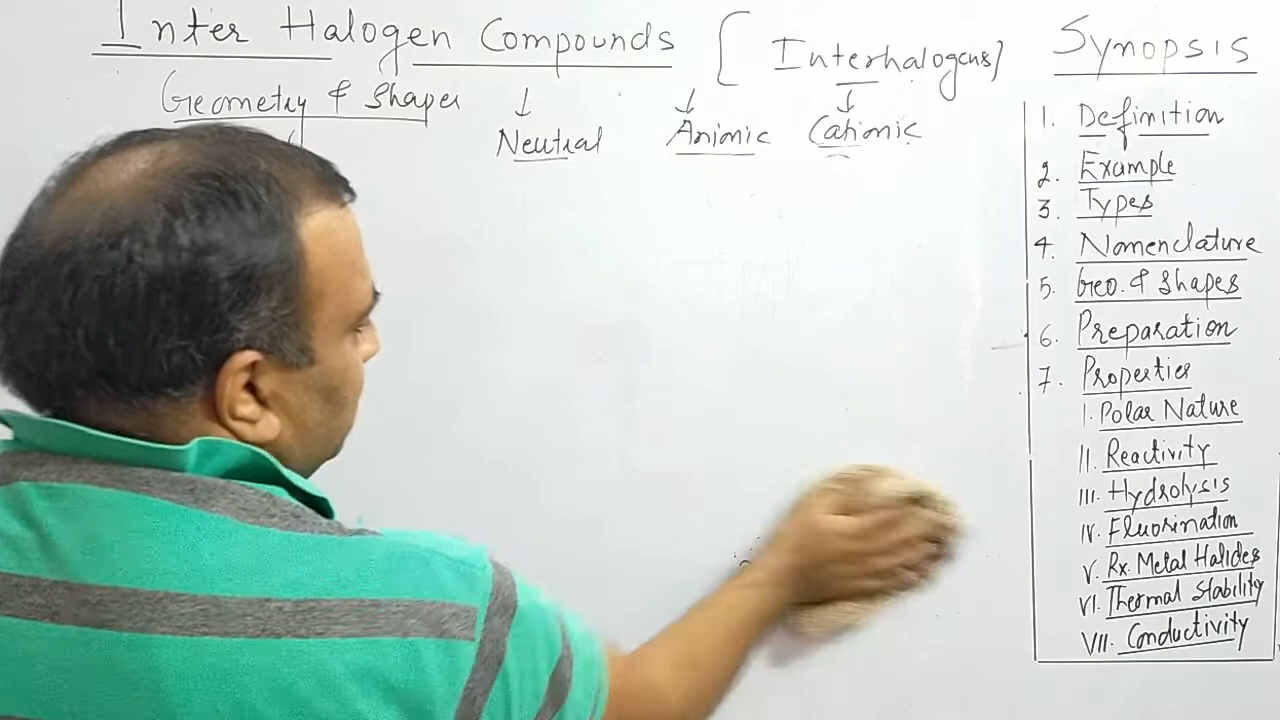 Inter Halogen Compounds [Interhalogens]
Geometry & Shapes
Neutral
Anionic
Cationic
Synopsis
1. Definition
2. Example
3. Types
4. Nomenclature
5. Geo. & Shapes
6. Preparation
7. Properties
I. Polar Nature
II. Reactivity
III. Hydrolysis
IV. Fluorination
V. Rx. Metal Halides
VI. Thermal Stability
VII. Conductivity